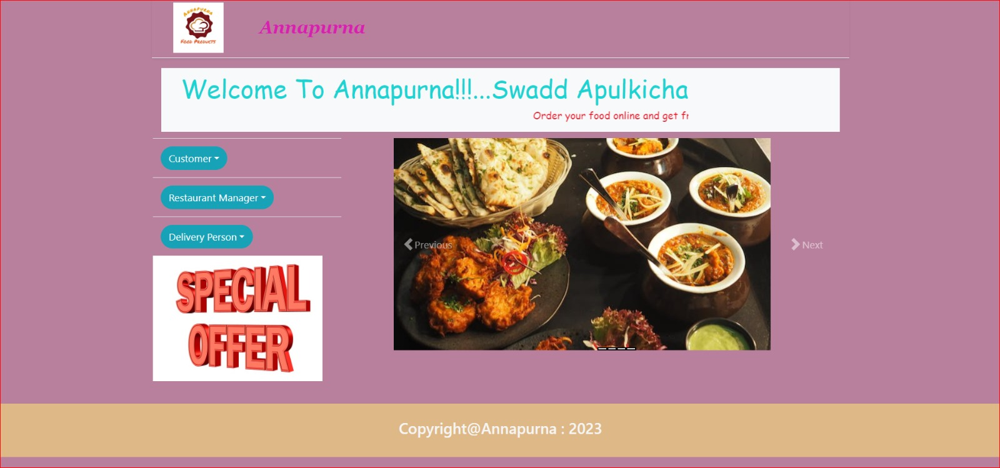 ANNAPURNA
FOOD PRODUCTS
Annapurna
Welcome To Annapurna!!!...Swadd Apulkicha
Order your food online and get fr
Customer
Restaurant Manager
Delivery Person
Previous
Next
SPECIAL
OFFER
Copyright@Annapurna : 2023